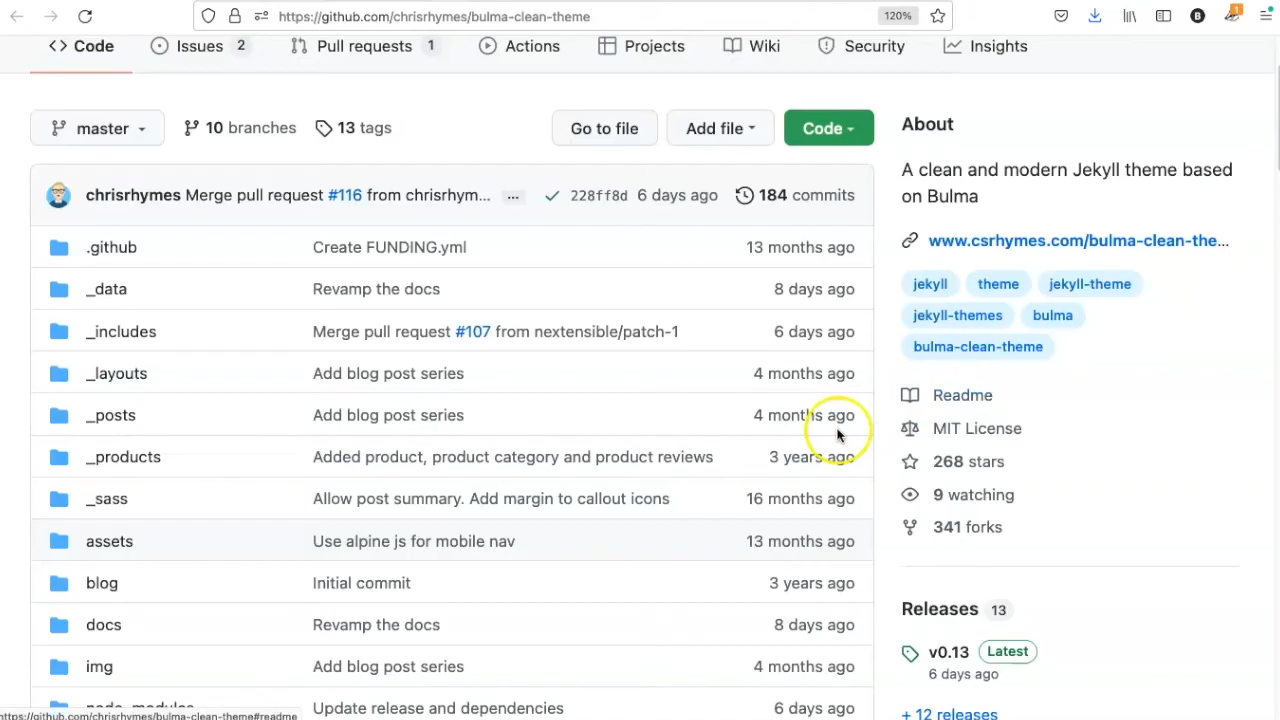 https://github.com/chrisrhymes/bulma-clean-theme
120%
B
1
Code
Issues 2
Pull requests 1
Actions
Projects
Wiki
Security
Insights
master
10 branches
13 tags
Go to file
Add file
Code
chrisrhymes Merge pull request #116 from chrisrhym... ...
228ff8d 6 days ago
184 commits
.github Create FUNDING.yml 13 months ago
_data Revamp the docs 8 days ago
_includes Merge pull request #107 from nextensible/patch-1 6 days ago
_layouts Add blog post series 4 months ago
_posts Add blog post series 4 months ago
_products Added product, product category and product reviews 3 years ago
_sass Allow post summary. Add margin to callout icons 16 months ago
assets Use alpine js for mobile nav 13 months ago
blog Initial commit 3 years ago
docs Revamp the docs 8 days ago
img Add blog post series 4 months ago
node_modules Update release and dependencies 6 days ago
https://github.com/chrisrhymes/bulma-clean-theme#readme
About
A clean and modern Jekyll theme based
on Bulma
www.csrhymes.com/bulma-clean-the...
jekyll theme jekyll-theme
jekyll-themes bulma
bulma-clean-theme
Readme
MIT License
268 stars
9 watching
341 forks
Releases 13
v0.13 Latest
6 days ago
+ 12 releases